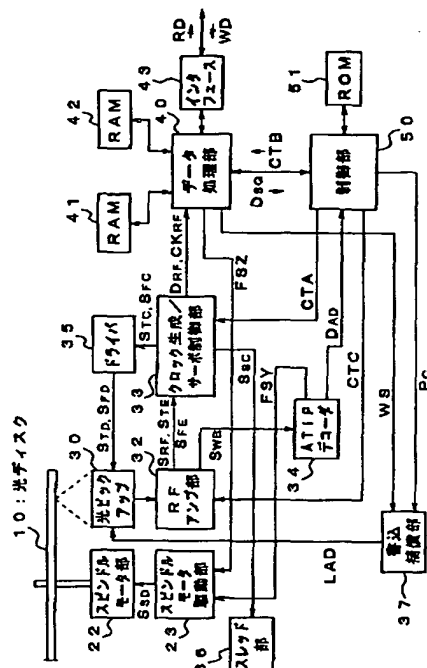 10:光ディスク
22
スピンドル
モータ部
SSD
23
スピンドル
モータ
駆動部
30
光ピック
アップ
STD, SFD
35
ドライバ
STC, SFC
32
RF
アンプ部
SRF, STE
SFE
33
クロック生成/
サーボ制御部
SWB
34
ATIP
デコーダ
DRF, CKRF
FSZ
SSC
FSY
41
RAM
42
RAM
40
データ
処理部
43
インタ
フェース
RD
WD
DSQ
CTB
50
制御部
51
ROM
CTA
DAD
CTC
WS
PC
LAD
36
スレッド
部
37
書込
補償部